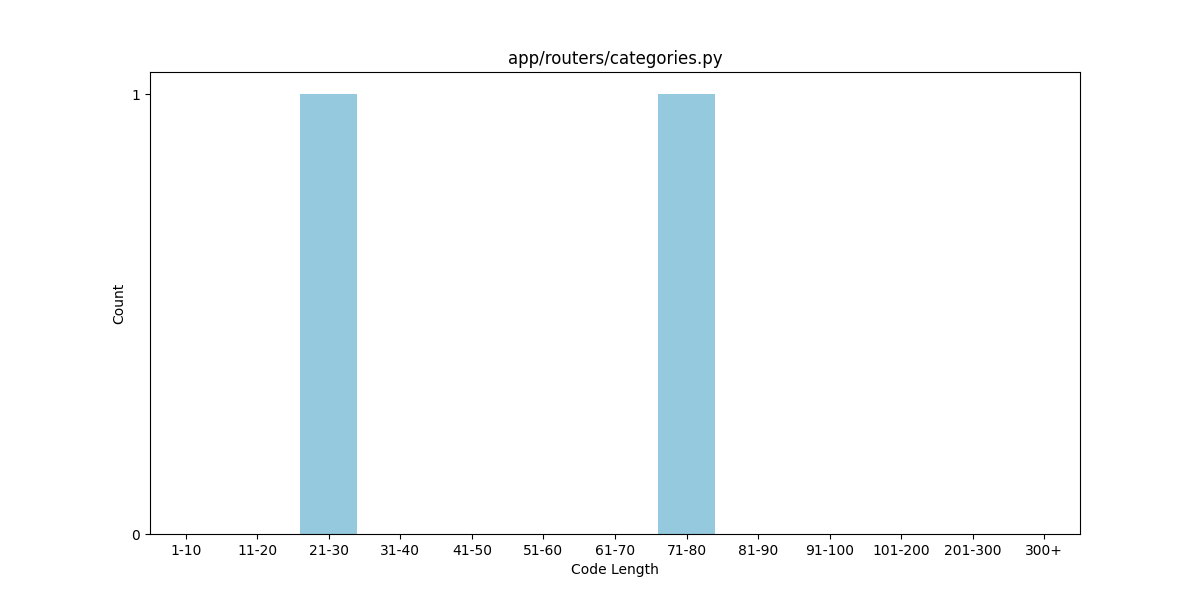 app/routers/categories.py
1
0
Count
1-10 11-20 21-30 31-40 41-50 51-60 61-70 71-80 81-90 91-100 101-200 201-300 300+
Code Length